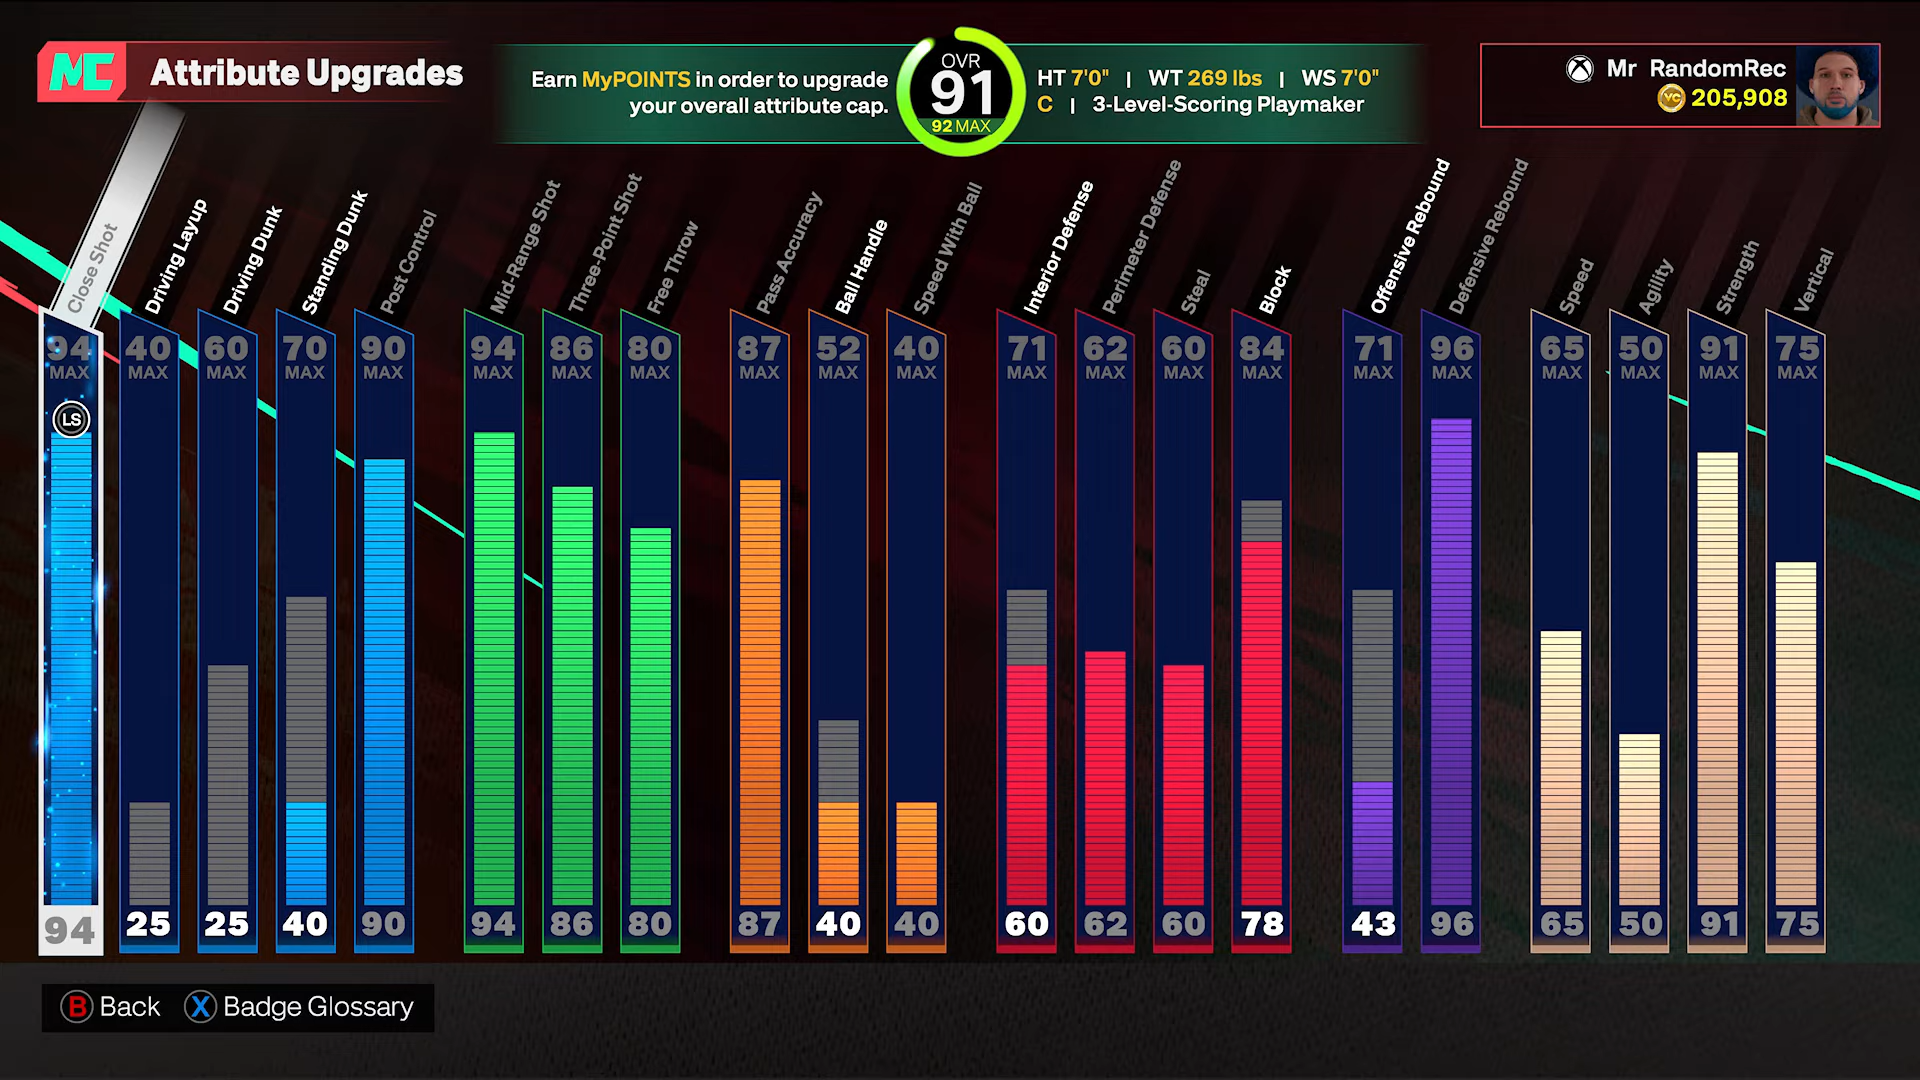 MC Attribute Upgrades
Earn MyPOINTS in order to upgrade
your overall attribute cap.
OVR
91
92 MAX
HT 7'0" | WT 269 lbs | WS 7'0"
C | 3-Level-Scoring Playmaker
Mr RandomRec
VC 205,908
Close Shot
Driving Layup
Driving Dunk
Standing Dunk
Post Control
Mid-Range Shot
Three-Point Shot
Free Throw
Pass Accuracy
Ball Handle
Speed With Ball
Interior Defense
Perimeter Defense
Steal
Block
Offensive Rebound
Defensive Rebound
Speed
Agility
Strength
Vertical
94 40 60 70 90 94 86 80 87 52 40 71 62 60 84 71 96 65 50 91 75
MAX MAX MAX MAX MAX MAX MAX MAX MAX MAX MAX MAX MAX MAX MAX MAX MAX MAX MAX MAX MAX
LS
94 25 25 40 90 94 86 80 87 40 40 60 62 60 78 43 96 65 50 91 75
B Back X Badge Glossary